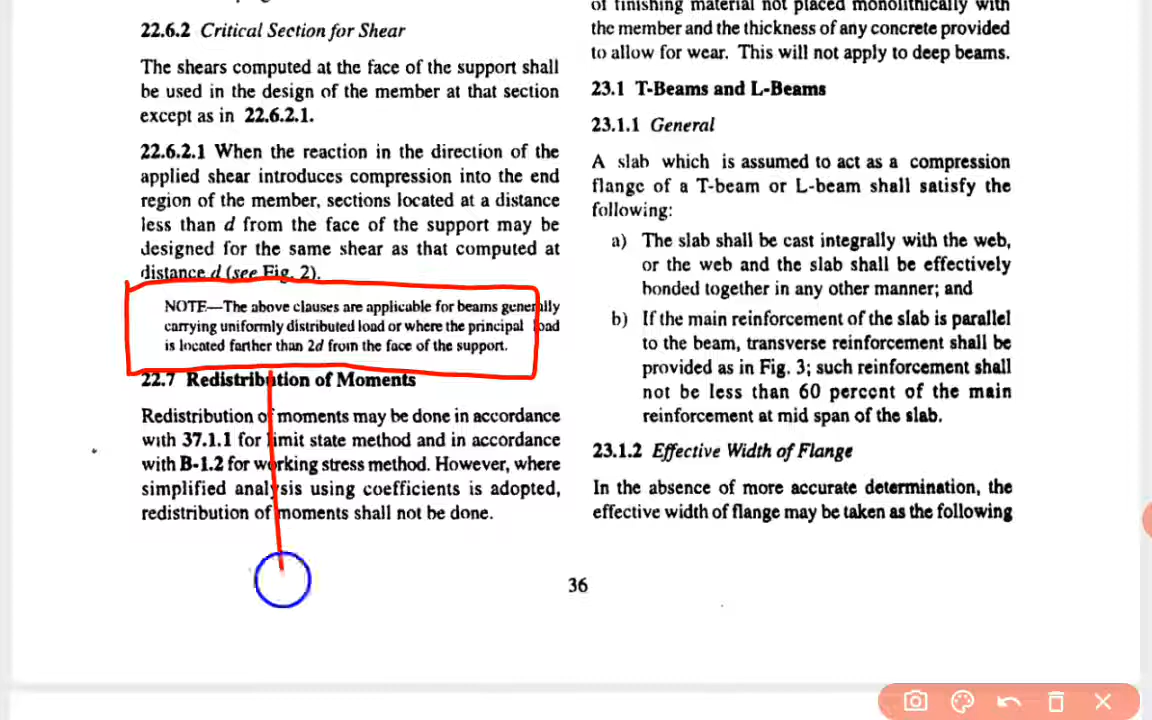 22.6.2 Critical Section for Shear
The shears computed at the face of the support shall
be used in the design of the member at that section
except as in 22.6.2.1.
22.6.2.1 When the reaction in the direction of the
applied shear introduces compression into the end
region of the member, sections located at a distance
less than d from the face of the support may be
designed for the same shear as that computed at
distance d (see Fig. 2).
NOTE—The above clauses are applicable for beams generally
carrying uniformly distributed load or where the principal load
is located farther than 2d from the face of the support.
22.7 Redistribution of Moments
Redistribution of moments may be done in accordance
with 37.1.1 for limit state method and in accordance
with B-1.2 for working stress method. However, where
simplified analysis using coefficients is adopted,
redistribution of moments shall not be done.
of finishing material not placed monolithically with
the member and the thickness of any concrete provided
to allow for wear. This will not apply to deep beams.
23.1 T-Beams and L-Beams
23.1.1 General
A slab which is assumed to act as a compression
flange of a T-beam or L-beam shall satisfy the
following:
a) The slab shall be cast integrally with the web,
or the web and the slab shall be effectively
bonded together in any other manner; and
b) If the main reinforcement of the slab is parallel
to the beam, transverse reinforcement shall be
provided as in Fig. 3; such reinforcement shall
not be less than 60 percent of the main
reinforcement at mid span of the slab.
23.1.2 Effective Width of Flange
In the absence of more accurate determination, the
effective width of flange may be taken as the following
36